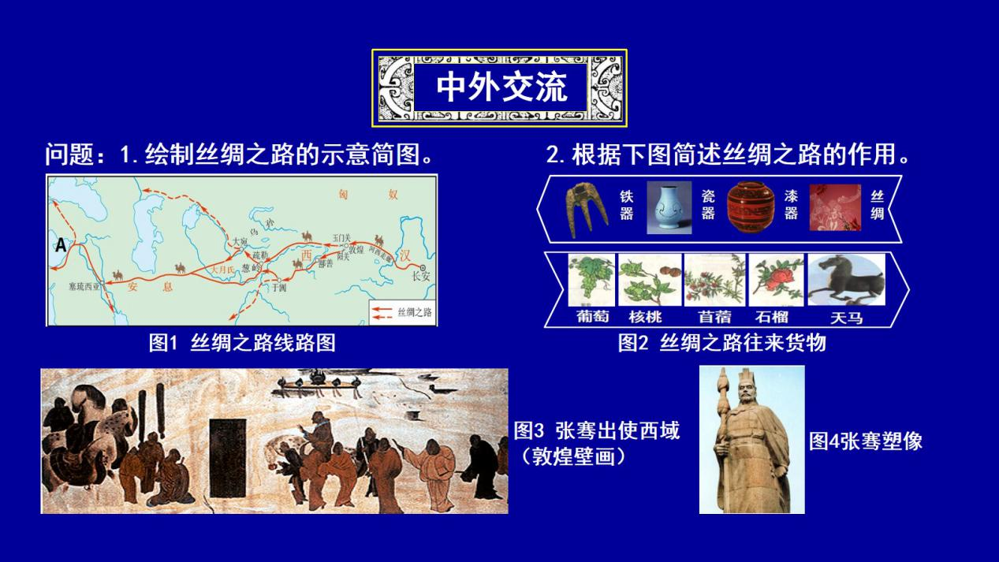 中外交流
问题：1.绘制丝绸之路的示意简图。
匈 奴
乌 孙
A
大宛
疏勒
玉门关
敦煌
阳关
河西走廊
西
汉
鄯善
大月氏
葱岭
长安
塞琉西亚
安 息
于阗
丝绸之路
图1 丝绸之路线路图
2.根据下图简述丝绸之路的作用。
铁器
瓷器
漆器
丝绸
葡萄
核桃
苜蓿
石榴
天马
图2 丝绸之路往来货物
图3 张骞出使西域
（敦煌壁画）
图4张骞塑像